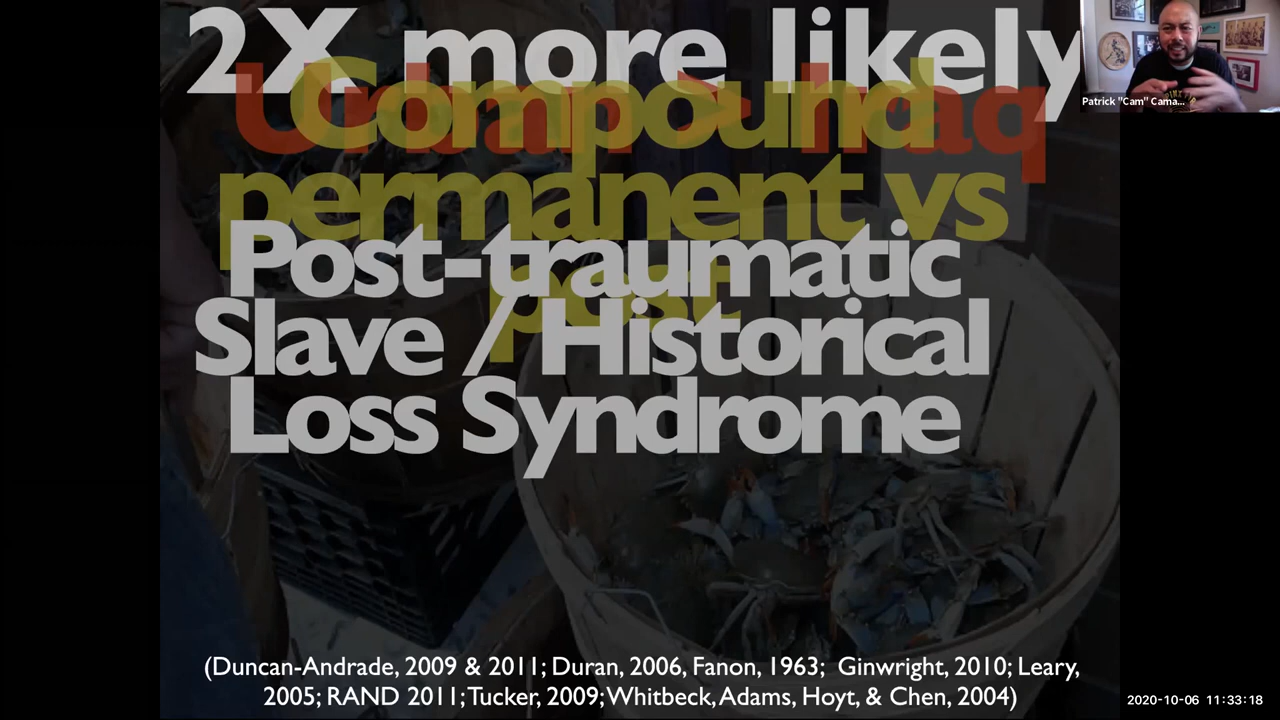 2X more likely
Compound
permanent vs
post
Post-traumatic
Slave / Historical
Loss Syndrome
(Duncan-Andrade, 2009 & 2011; Duran, 2006, Fanon, 1963;  Ginwright, 2010; Leary,
2005; RAND 2011; Tucker, 2009; Whitbeck, Adams, Hoyt, & Chen, 2004)
Patrick "Cam" Cama...
2020-10-06 11:33:18